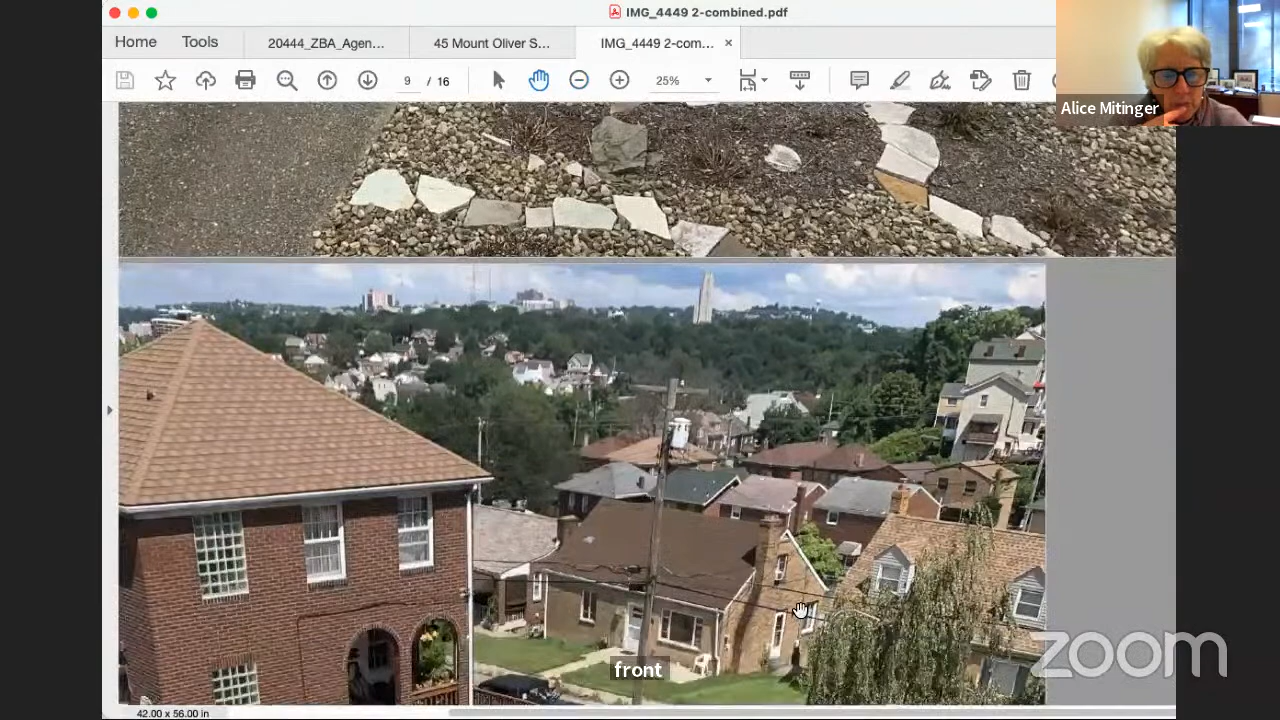 IMG_4449 2-combined.pdf
Home
Tools
20444_ZBA_Agen...
45 Mount Oliver S...
IMG_4449 2-com...
×
9 / 16
25%
Alice Mitinger
front
zoom
42.00 x 56.00 in